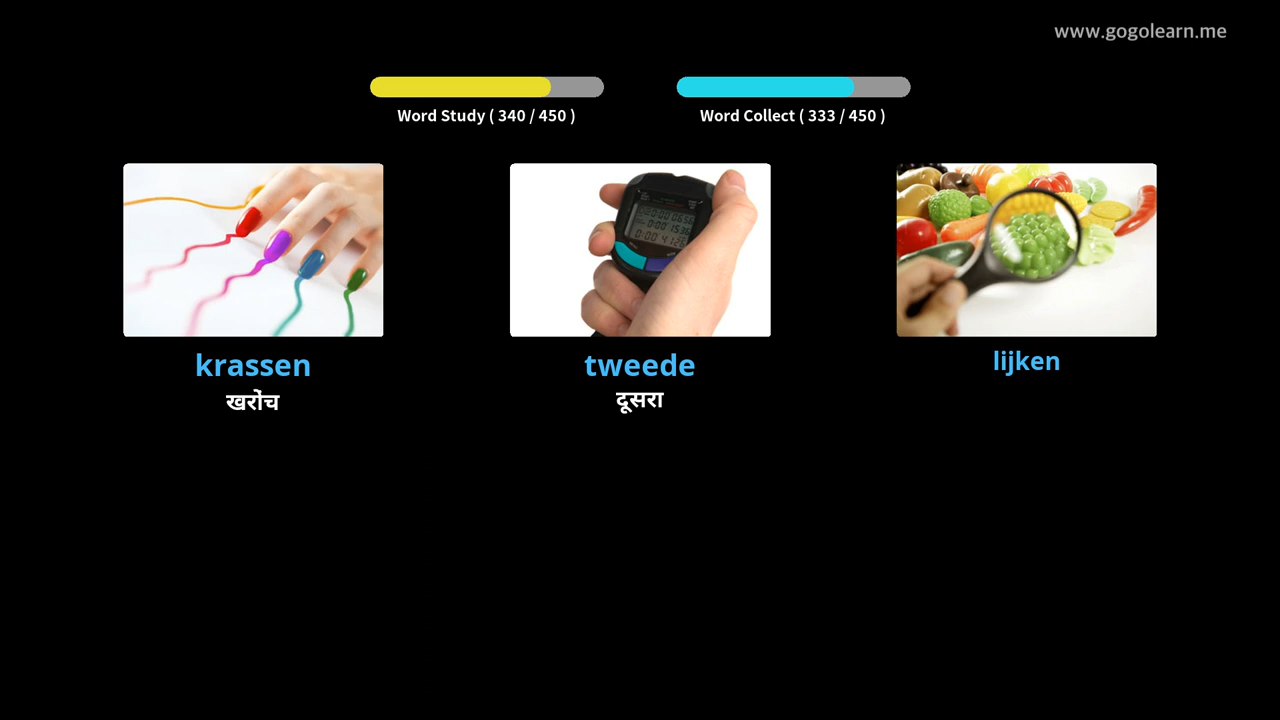 www.gogolearn.me
Word Study ( 340 / 450 )
Word Collect ( 333 / 450 )
krassen
खरोंच
tweede
दूसरा
lijken